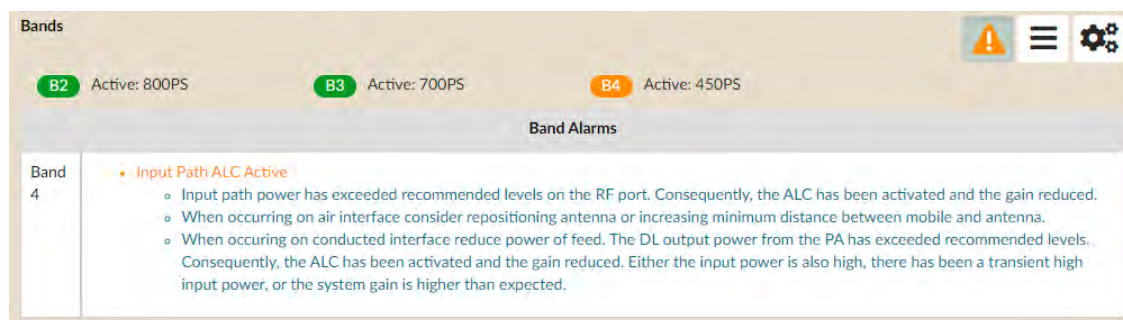 Bands
B2 Active: 800PS B3 Active: 700PS B4 Active: 450PS
Band Alarms
Band
4
• Input Path ALC Active
Input path power has exceeded recommended levels on the RF port. Consequently, the ALC has been activated and the gain reduced.
When occurring on air interface consider repositioning antenna or increasing minimum distance between mobile and antenna.
When occuring on conducted interface reduce power of feed. The DL output power from the PA has exceeded recommended levels.
Consequently, the ALC has been activated and the gain reduced. Either the input power is also high, there has been a transient high
input power, or the system gain is higher than expected.